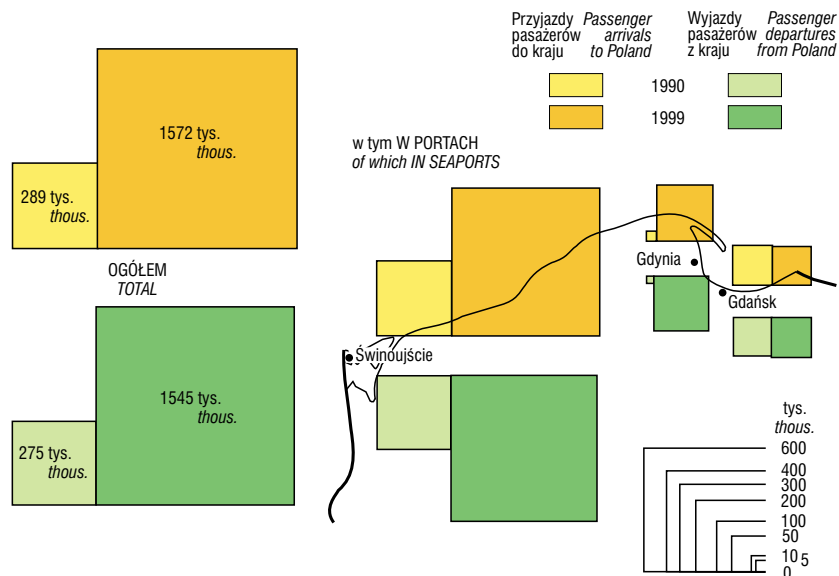 Przyjazdy Passenger
pasażerów arrivals
do kraju to Poland
Wyjazdy Passenger
pasażerów departures
z kraju from Poland
1990
1999
1572 tys.
thous.
289 tys.
thous.
OGÓŁEM
TOTAL
1545 tys.
thous.
275 tys.
thous.
w tym W PORTACH
of which IN SEAPORTS
Gdynia
Gdańsk
Świnoujście
tys.
thous.
600
400
300
200
100
50
10 5
0